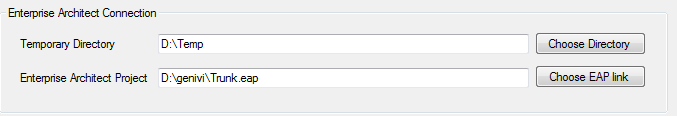 Enterprise Architect Connection
Temporary Directory D:\Temp Choose Directory
Enterprise Architect Project D:\genivi\Trunk.eap Choose EAP link